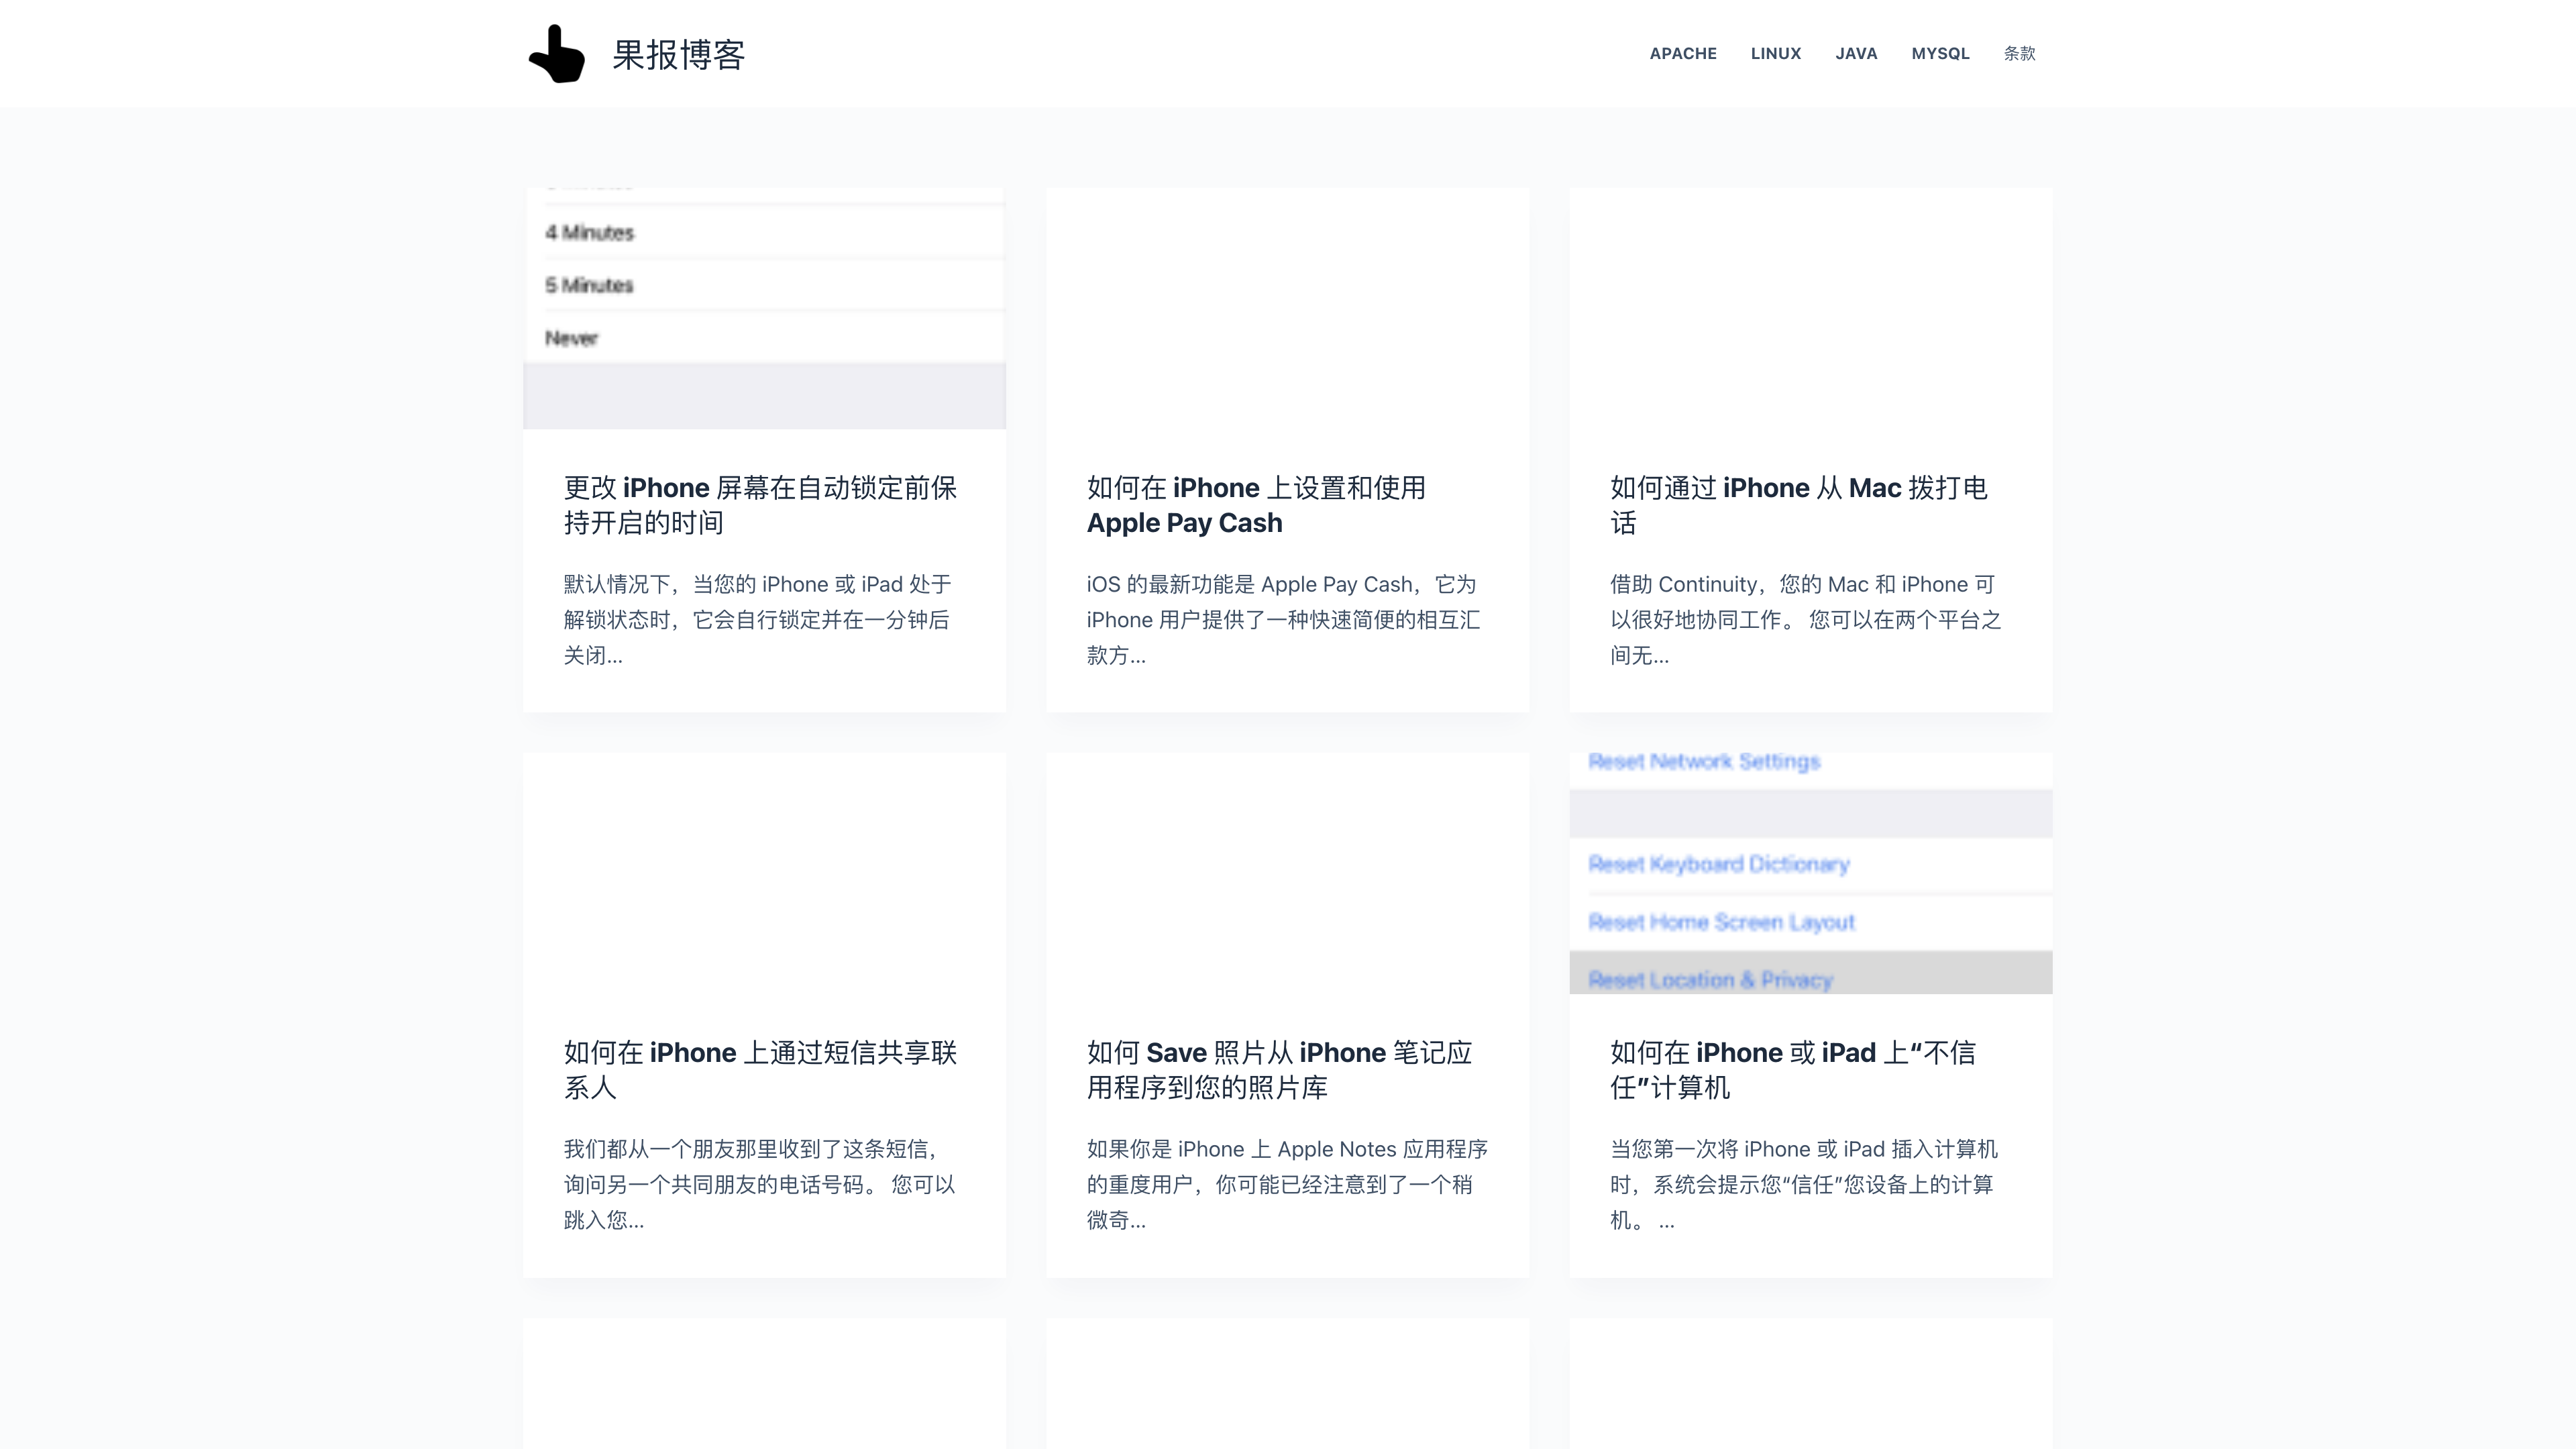 果报博客
APACHE LINUX JAVA MYSQL 条款
4 Minutes
5 Minutes
Never
更改 iPhone 屏幕在自动锁定前保
持开启的时间
默认情况下，当您的 iPhone 或 iPad 处于
解锁状态时，它会自行锁定并在一分钟后
关闭...
如何在 iPhone 上设置和使用
Apple Pay Cash
iOS 的最新功能是 Apple Pay Cash，它为
iPhone 用户提供了一种快速简便的相互汇
款方...
如何通过 iPhone 从 Mac 拨打电
话
借助 Continuity，您的 Mac 和 iPhone 可
以很好地协同工作。 您可以在两个平台之
间无...
如何在 iPhone 上通过短信共享联
系人
我们都从一个朋友那里收到了这条短信，
询问另一个共同朋友的电话号码。 您可以
跳入您...
如何 Save 照片从 iPhone 笔记应
用程序到您的照片库
如果你是 iPhone 上 Apple Notes 应用程序
的重度用户，你可能已经注意到了一个稍
微奇...
Reset Network Settings
Reset Keyboard Dictionary
Reset Home Screen Layout
Reset Location & Privacy
如何在 iPhone 或 iPad 上“不信
任”计算机
当您第一次将 iPhone 或 iPad 插入计算机
时，系统会提示您“信任”您设备上的计算
机。 ...